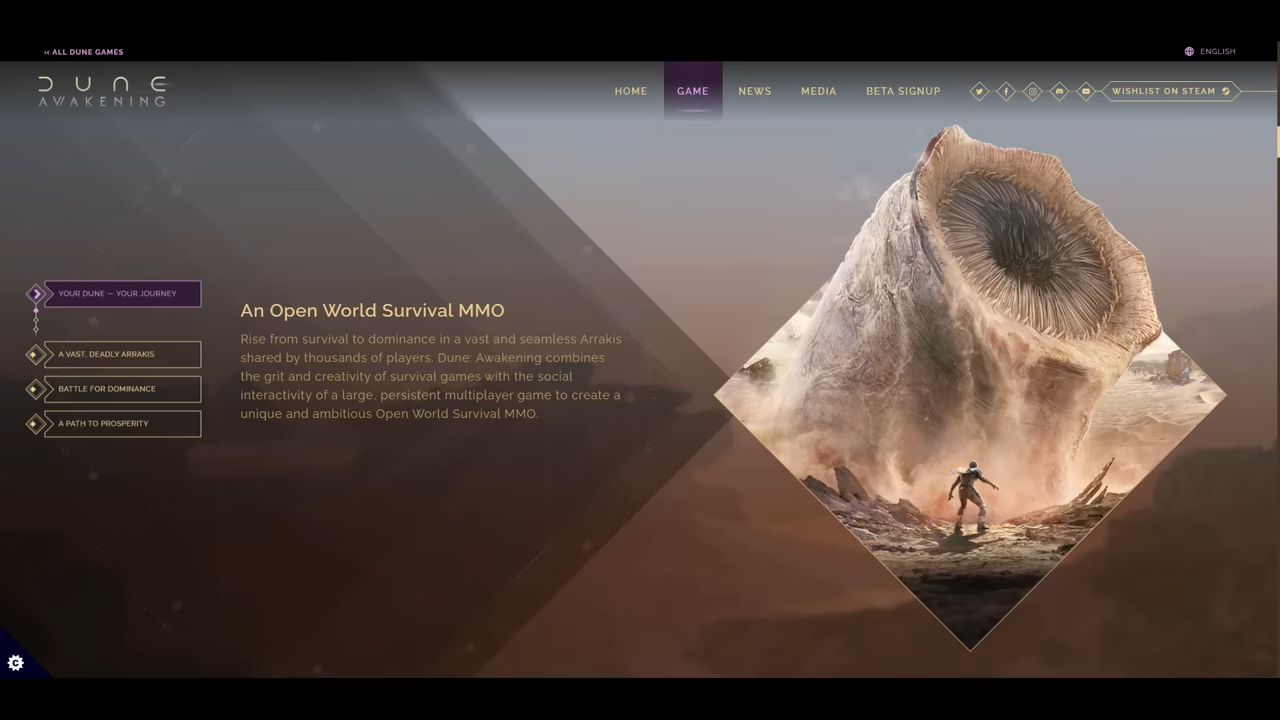 ‹‹ ALL DUNE GAMES
ENGLISH
DUNE
AWAKENING
HOME
GAME
NEWS
MEDIA
BETA SIGNUP
WISHLIST ON STEAM
YOUR DUNE — YOUR JOURNEY
A VAST, DEADLY ARRAKIS
BATTLE FOR DOMINANCE
A PATH TO PROSPERITY
An Open World Survival MMO
Rise from survival to dominance in a vast and seamless Arrakis
shared by thousands of players. Dune: Awakening combines
the grit and creativity of survival games with the social
interactivity of a large, persistent multiplayer game to create a
unique and ambitious Open World Survival MMO.